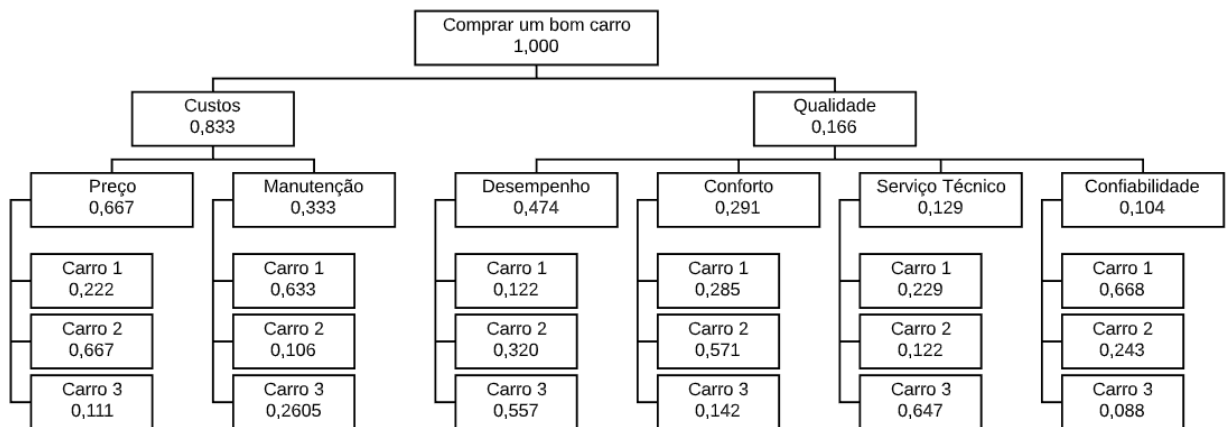 Comprar um bom carro
1,000
Custos
0,833
Qualidade
0,166
Preço
0,667
Manutenção
0,333
Desempenho
0,474
Conforto
0,291
Serviço Técnico
0,129
Confiabilidade
0,104
Carro 1
0,222
Carro 1
0,633
Carro 1
0,122
Carro 1
0,285
Carro 1
0,229
Carro 1
0,668
Carro 2
0,667
Carro 2
0,106
Carro 2
0,320
Carro 2
0,571
Carro 2
0,122
Carro 2
0,243
Carro 3
0,111
Carro 3
0,2605
Carro 3
0,557
Carro 3
0,142
Carro 3
0,647
Carro 3
0,088